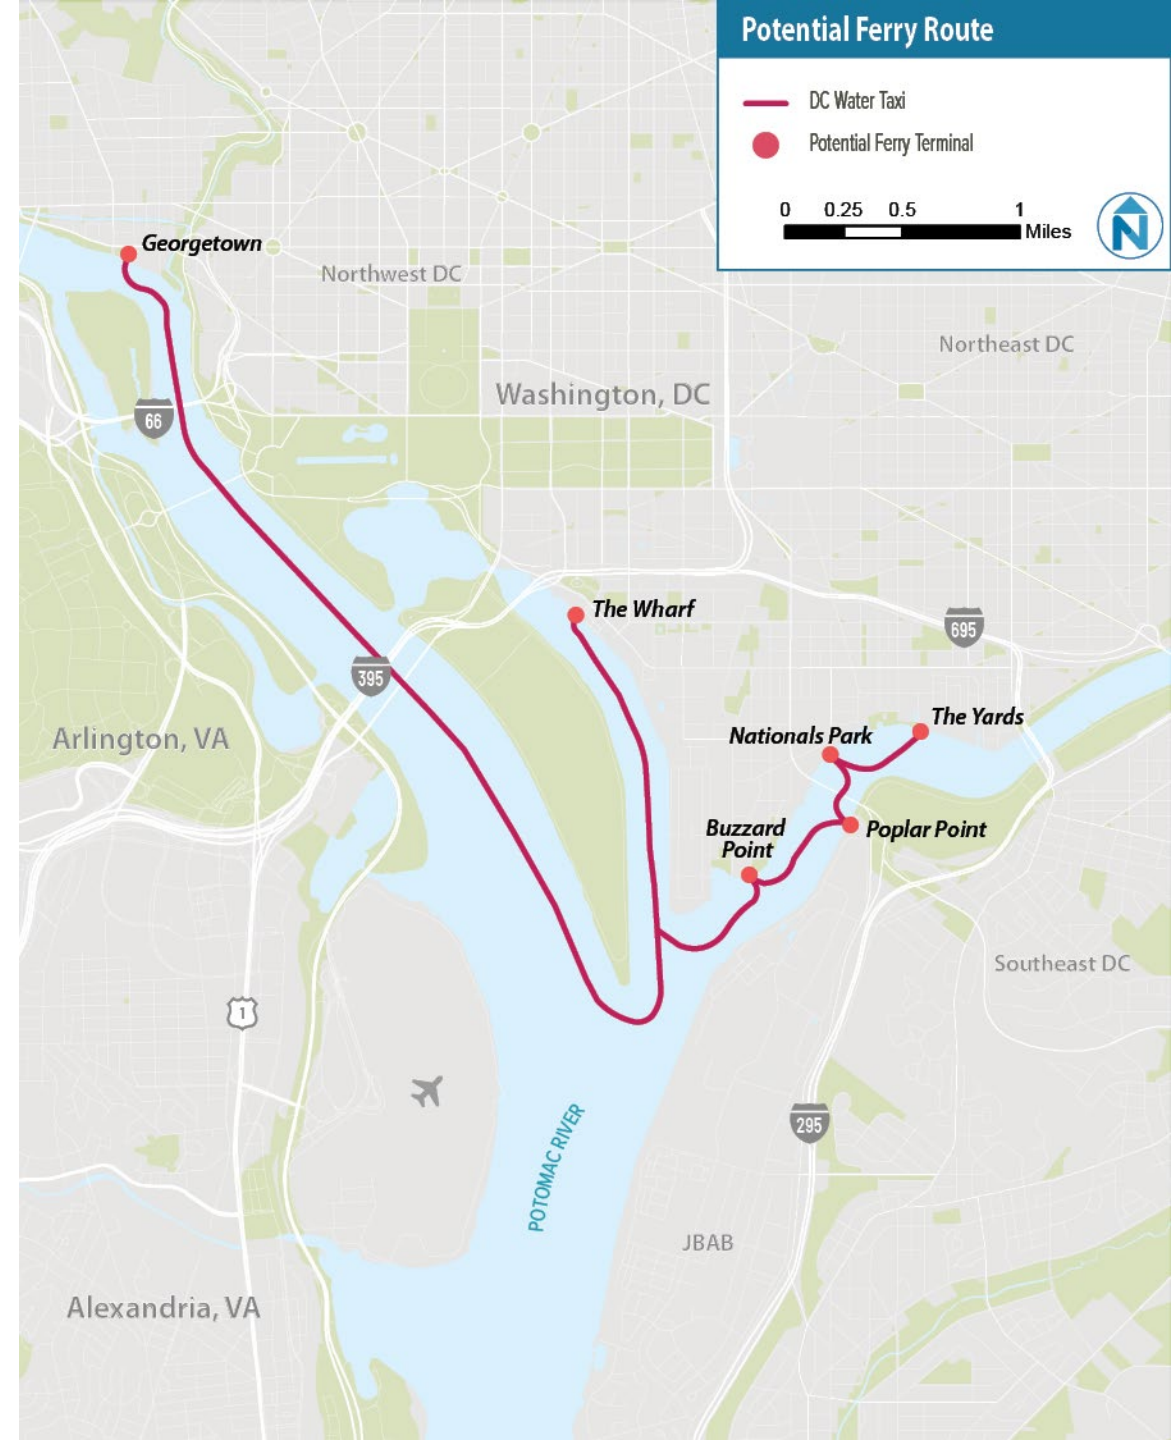 Potential Ferry Route
DC Water Taxi
Potential Ferry Terminal
0 0.25 0.5 1
Miles
N
Georgetown
Northwest DC
Northeast DC
Washington, DC
66
The Wharf
695
395
The Yards
Arlington, VA
Nationals Park
Buzzard
Point
Poplar Point
Southeast DC
1
295
POTOMAC RIVER
JBAB
Alexandria, VA